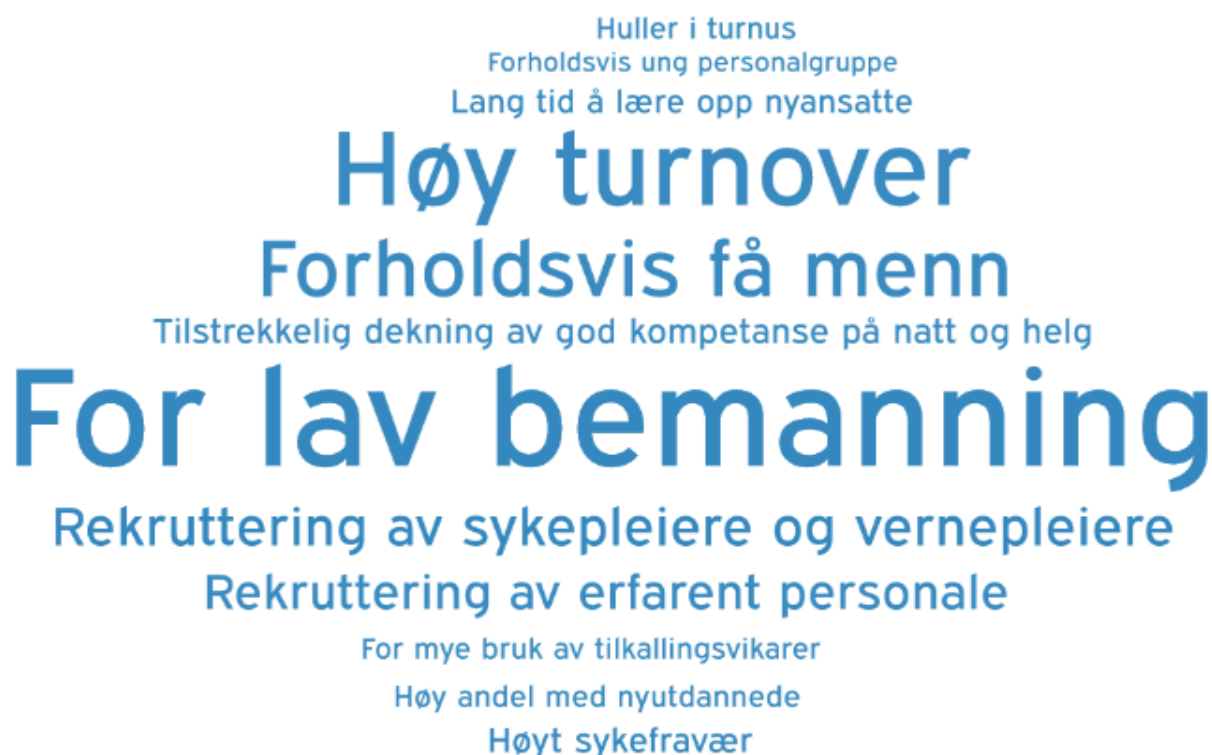 Huller i turnus
Forholdsvis ung personalgruppe
Lang tid å lære opp nyansatte
Høy turnover
Forholdsvis få menn
Tilstrekkelig dekning av god kompetanse på natt og helg
For lav bemanning
Rekruttering av sykepleiere og vernepleiere
Rekruttering av erfarent personale
For mye bruk av tilkallingsvikarer
Høy andel med nyutdannede
Høyt sykefravær